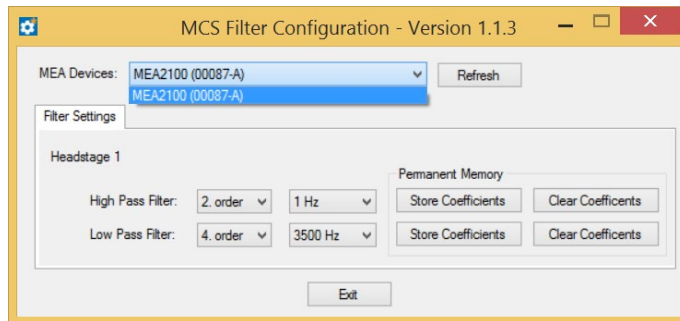 MCS Filter Configuration - Version 1.1.3
MEA Devices: MEA2100 (00087-A) Refresh
MEA2100 (00087-A)
Filter Settings
Headstage 1
Permanent Memory
High Pass Filter: 2. order 1 Hz Store Coefficients Clear Coefficents
Low Pass Filter: 4. order 3500 Hz Store Coefficients Clear Coefficents
Exit